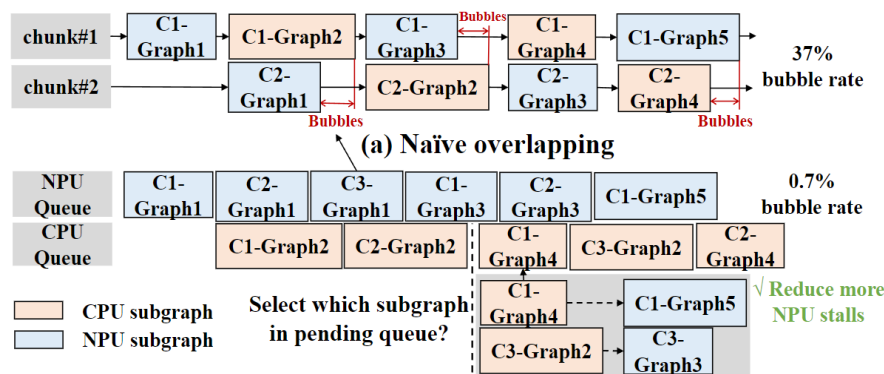 chunk#1
C1-
Graph1
C1-Graph2
C1-
Graph3
Bubbles
C1-
Graph4
C1-Graph5
37%
bubble rate
chunk#2
C2-
Graph1
Bubbles
C2-Graph2
C2-
Graph3
C2-
Graph4
Bubbles
(a) Naïve overlapping
NPU
Queue
C1-
Graph1
C2-
Graph1
C3-
Graph1
C1-
Graph3
C2-
Graph3
C1-Graph5
0.7%
bubble rate
CPU
Queue
C1-Graph2
C2-Graph2
C1-
Graph4
C3-Graph2
C2-
Graph4
CPU subgraph
NPU subgraph
Select which subgraph
in pending queue?
C1-
Graph4
C1-Graph5
C3-Graph2
C3-
Graph3
√ Reduce more
NPU stalls